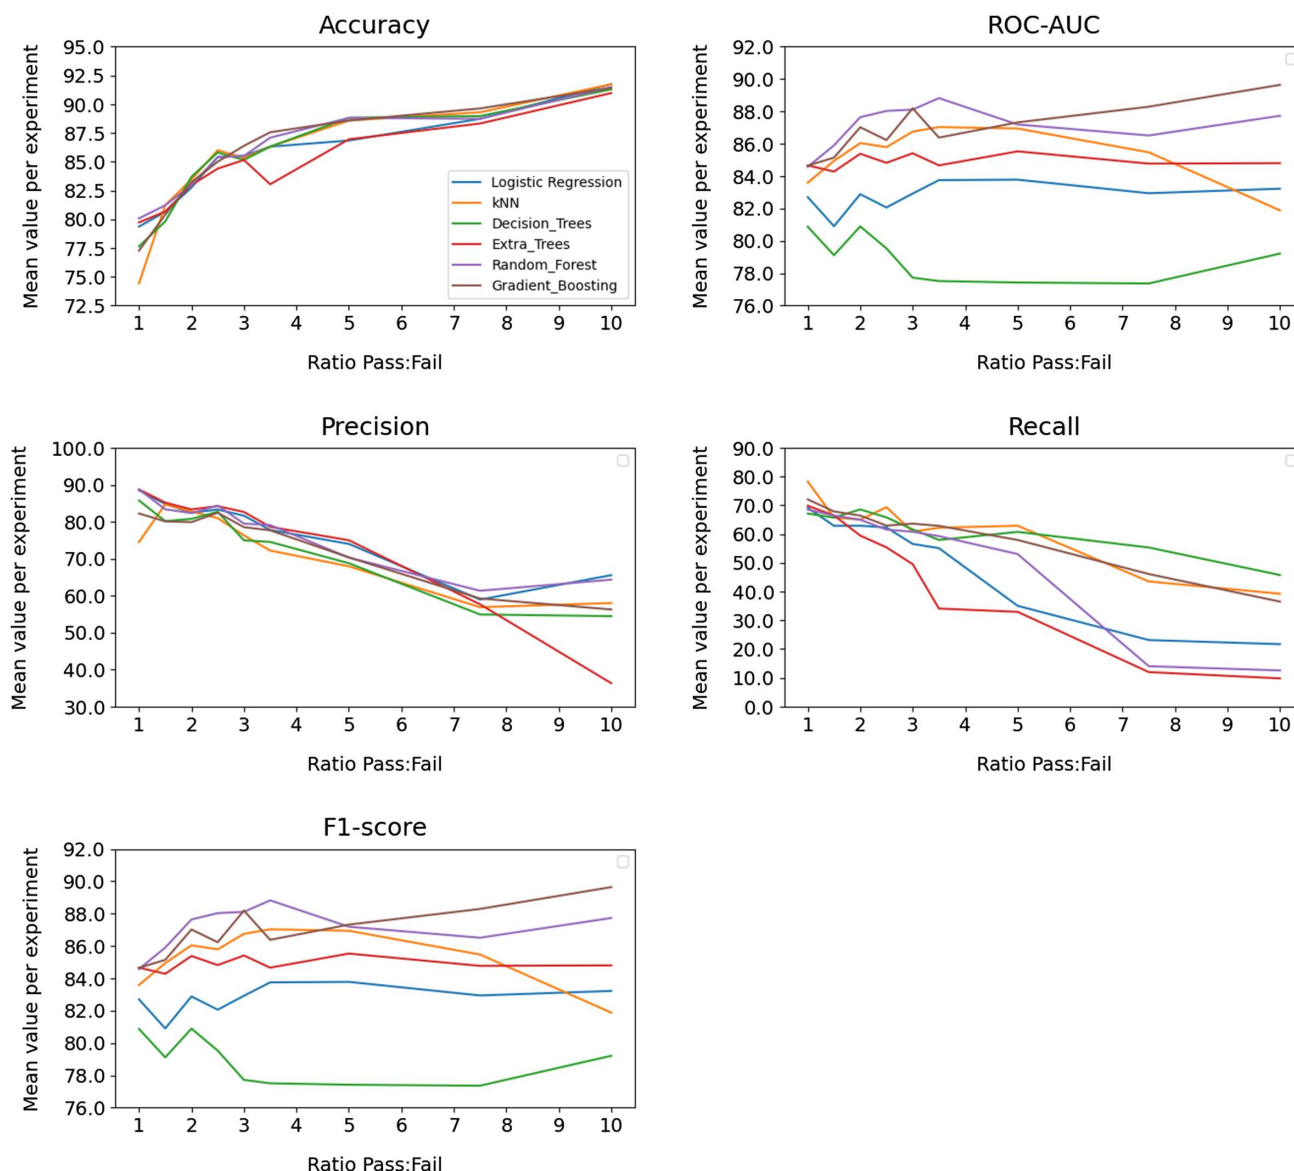 Accuracy
Mean value per experiment
95.0
92.5
90.0
87.5
85.0
82.5
80.0
77.5
75.0
72.5
Logistic Regression
kNN
Decision_Trees
Extra_Trees
Random_Forest
Gradient_Boosting
1 2 3 4 5 6 7 8 9 10
Ratio Pass:Fail
ROC-AUC
Mean value per experiment
92.0
90.0
88.0
86.0
84.0
82.0
80.0
78.0
76.0
1 2 3 4 5 6 7 8 9 10
Ratio Pass:Fail
Precision
Mean value per experiment
100.0
90.0
80.0
70.0
60.0
50.0
40.0
30.0
1 2 3 4 5 6 7 8 9 10
Ratio Pass:Fail
Recall
Mean value per experiment
90.0
80.0
70.0
60.0
50.0
40.0
30.0
20.0
10.0
0.0
1 2 3 4 5 6 7 8 9 10
Ratio Pass:Fail
F1-score
Mean value per experiment
92.0
90.0
88.0
86.0
84.0
82.0
80.0
78.0
76.0
1 2 3 4 5 6 7 8 9 10
Ratio Pass:Fail